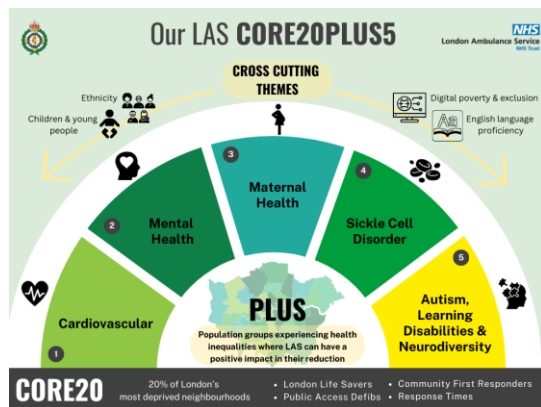 Our LAS CORE20PLUS5
NHS
London Ambulance Service
NHS Trust
CROSS CUTTING
THEMES
Ethnicity
Children & young
people
Digital poverty & exclusion
English language
proficiency
1
Cardiovascular
2
Mental
Health
3
Maternal
Health
4
Sickle Cell
Disorder
5
Autism,
Learning
Disabilities &
Neurodiversity
PLUS
Population groups experiencing health
inequalities where LAS can have a
positive impact in their reduction
CORE20
20% of London's
most deprived neighbourhoods
• London Life Savers
• Public Access Defibs
• Community First Responders
• Response Times